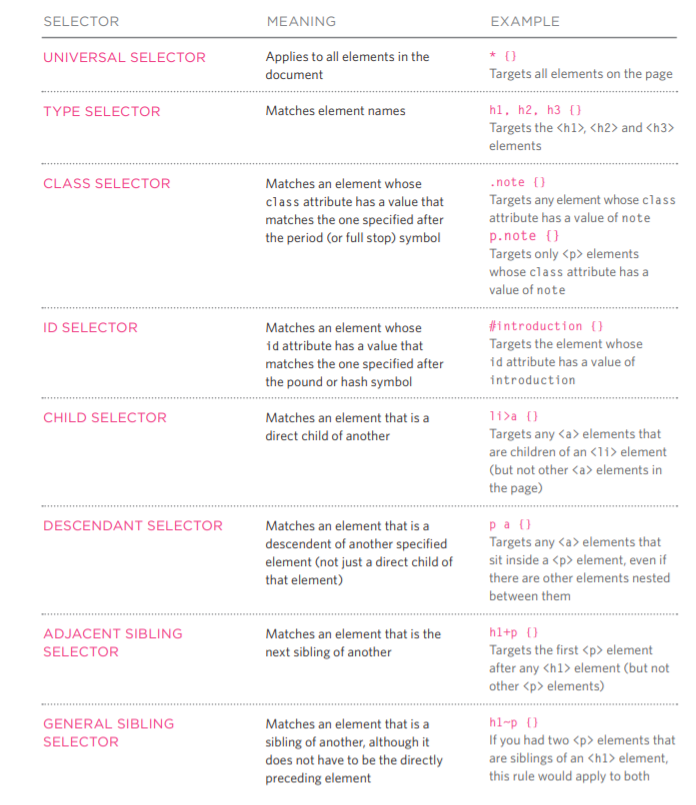 SELECTOR MEANING EXAMPLE
UNIVERSAL SELECTOR
Applies to all elements in the
document
* {}
Targets all elements on the page
TYPE SELECTOR
Matches element names
h1, h2, h3 {}
Targets the <h1>, <h2> and <h3>
elements
CLASS SELECTOR
Matches an element whose
class attribute has a value that
matches the one specified after
the period (or full stop) symbol
.note {}
Targets any element whose class
attribute has a value of note
p.note {}
Targets only <p> elements
whose class attribute has a
value of note
ID SELECTOR
Matches an element whose
id attribute has a value that
matches the one specified after
the pound or hash symbol
#introduction {}
Targets the element whose
id attribute has a value of
introduction
CHILD SELECTOR
Matches an element that is a
direct child of another
li>a {}
Targets any <a> elements that
are children of an <li> element
(but not other <a> elements in
the page)
DESCENDANT SELECTOR
Matches an element that is a
descendent of another specified
element (not just a direct child of
that element)
p a {}
Targets any <a> elements that
sit inside a <p> element, even if
there are other elements nested
between them
ADJACENT SIBLING
SELECTOR
Matches an element that is the
next sibling of another
h1+p {}
Targets the first <p> element
after any <h1> element (but not
other <p> elements)
GENERAL SIBLING
SELECTOR
Matches an element that is a
sibling of another, although it
does not have to be the directly
preceding element
h1~p {}
If you had two <p> elements that
are siblings of an <h1> element,
this rule would apply to both